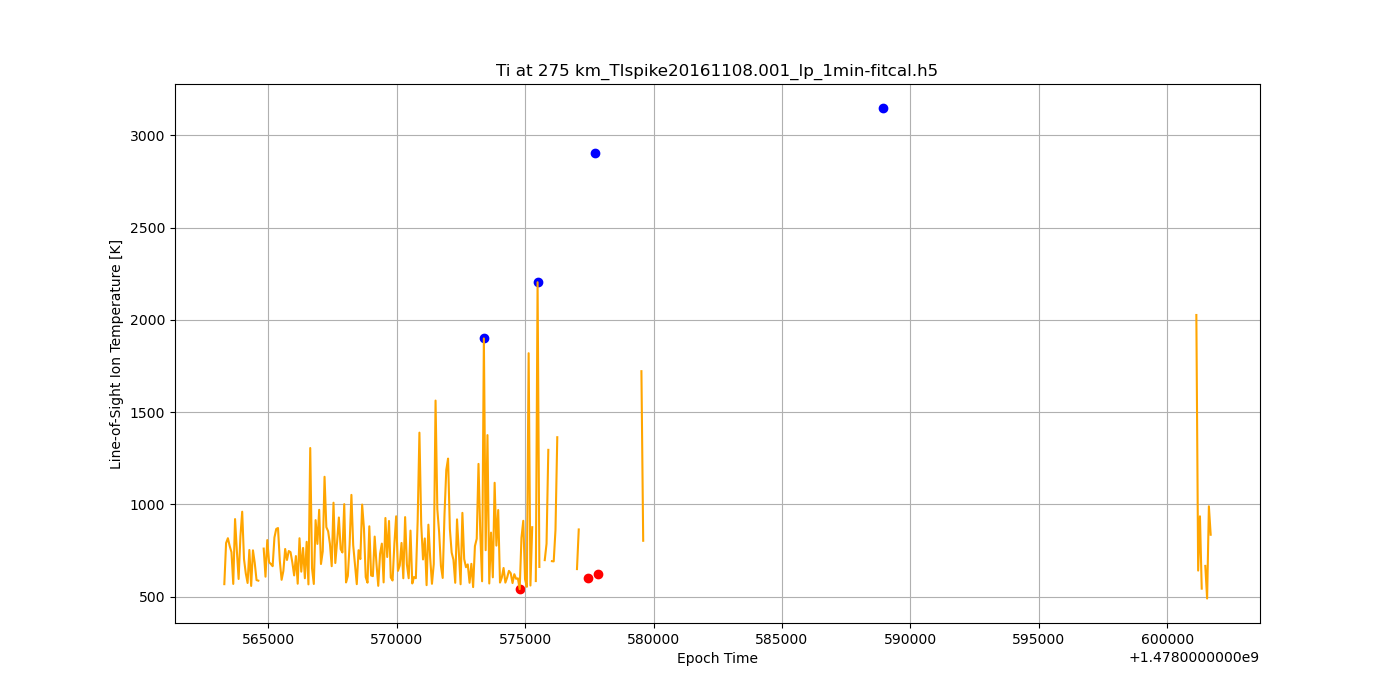 Ti at 275 km_TIspike20161108.001_lp_1min-fitcal.h5
Line-of-Sight Ion Temperature [K]
3000
2500
2000
1500
1000
500
565000 570000 575000 580000 585000 590000 595000 600000
Epoch Time
+1.4780000000e9